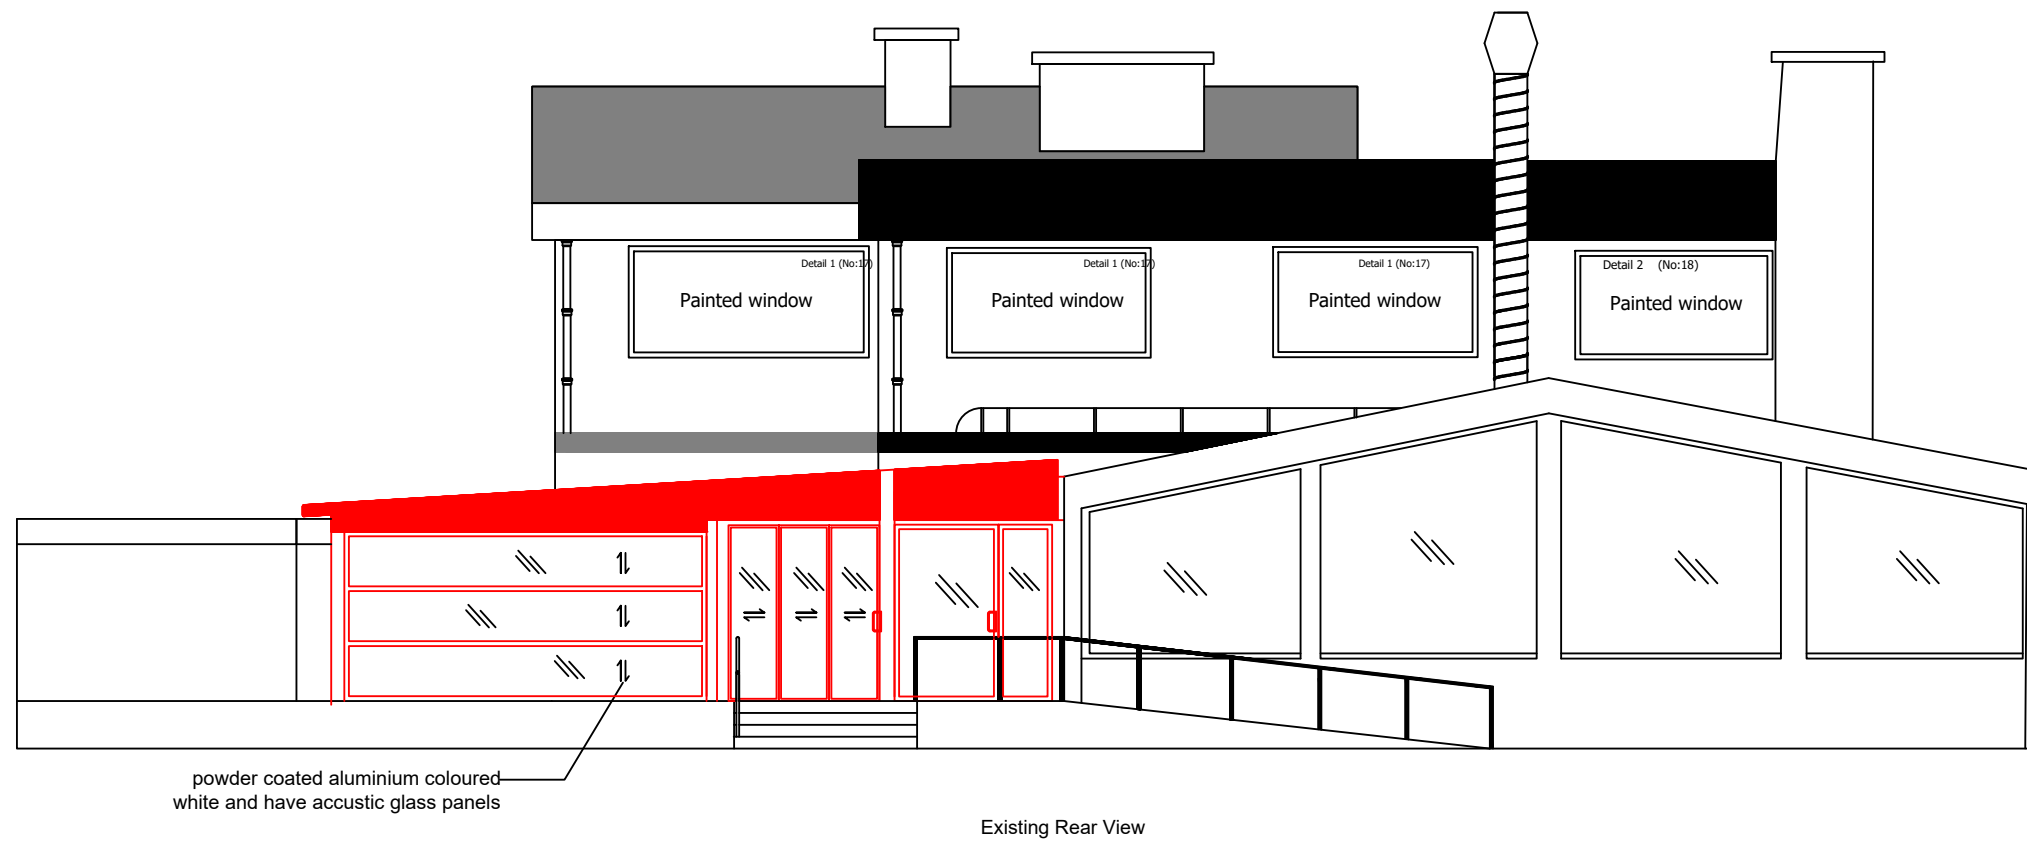 Detail 1 (No:17)
Painted window
Detail 1 (No:17)
Painted window
Detail 1 (No:17)
Painted window
Detail 2 (No:18)
Painted window
powder coated aluminium coloured
white and have accustic glass panels
Existing Rear View